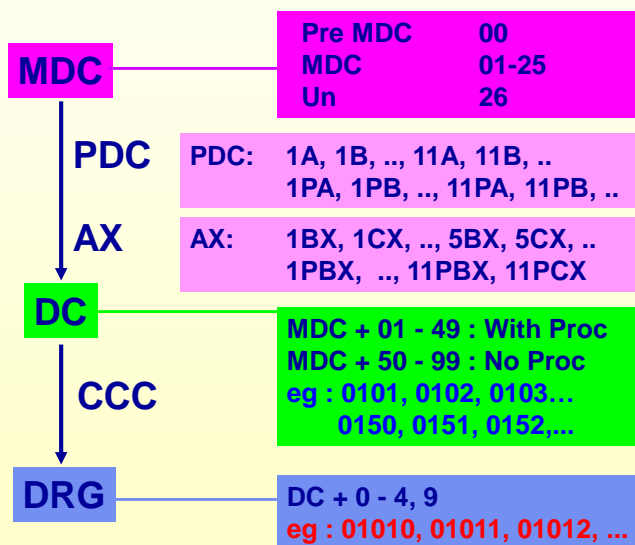 MDC
Pre MDC 00
MDC 01-25
Un 26
PDC
PDC: 1A, 1B, .., 11A, 11B, ..
1PA, 1PB, .., 11PA, 11PB, ..
AX
AX: 1BX, 1CX, .., 5BX, 5CX, ..
1PBX, .., 11PBX, 11PCX
DC
MDC + 01 - 49 : With Proc
MDC + 50 - 99 : No Proc
eg : 0101, 0102, 0103…
0150, 0151, 0152,...
CCC
DRG
DC + 0 - 4, 9
eg : 01010, 01011, 01012, ...